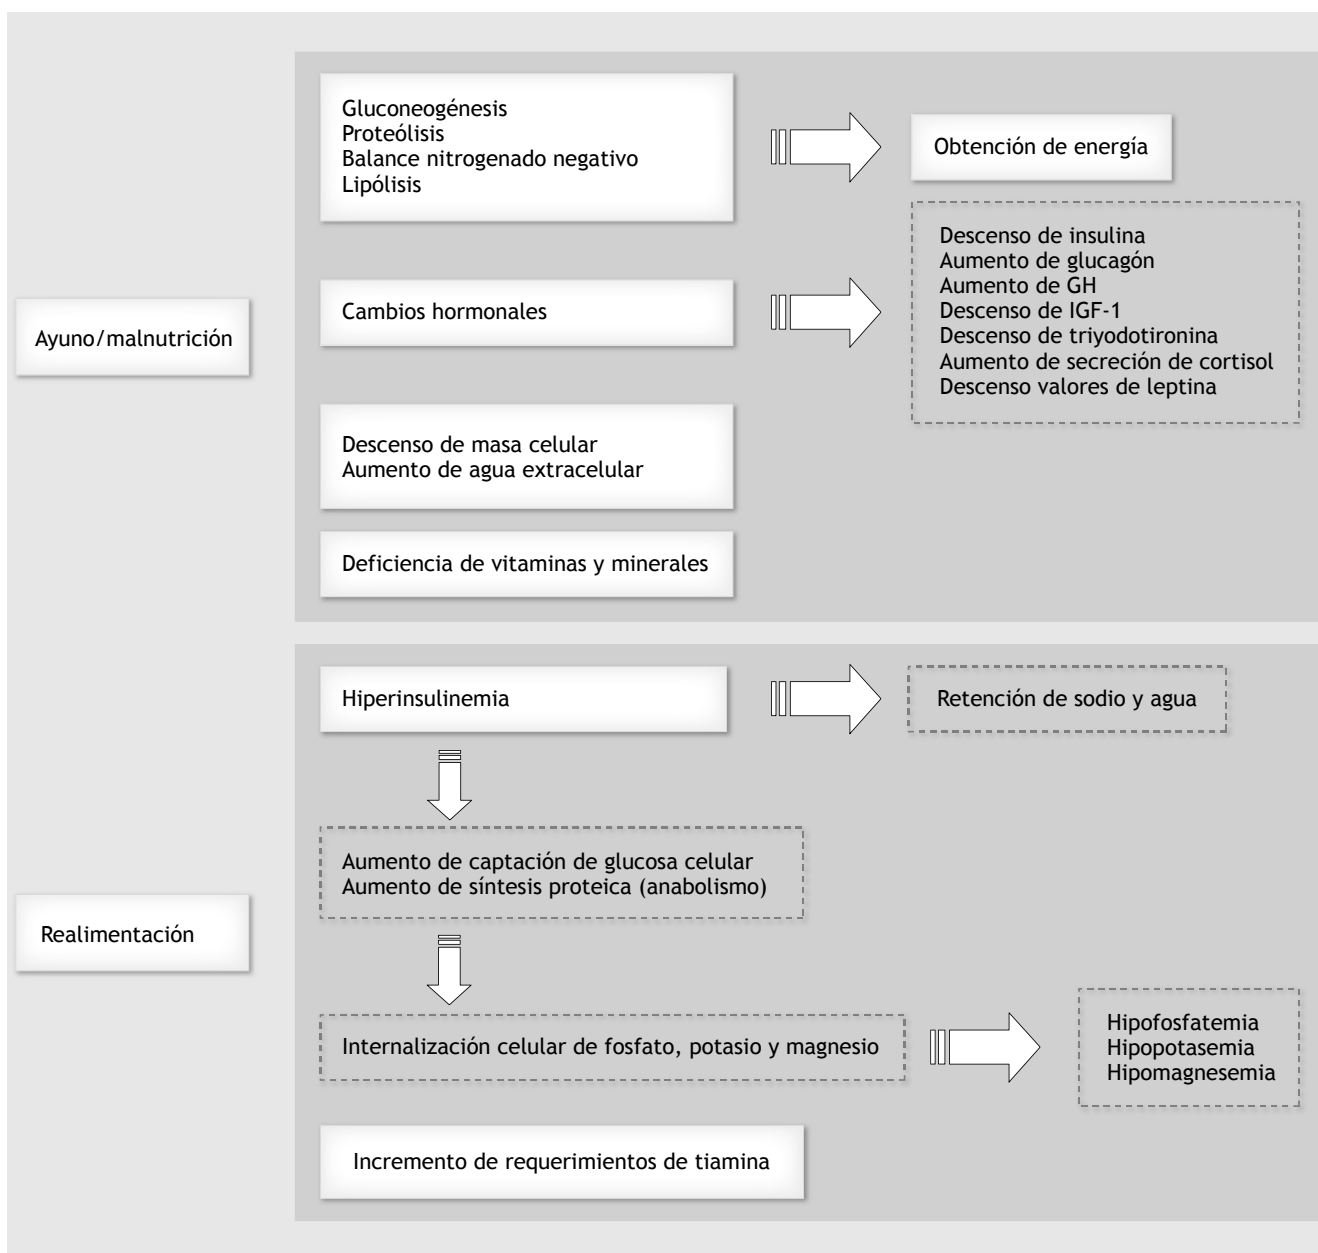 Ayuno/malnutrición
Gluconeogénesis
Proteólisis
Balance nitrogenado negativo
Lipólisis
Obtención de energía
Cambios hormonales
Descenso de insulina
Aumento de glucagón
Aumento de GH
Descenso de IGF-1
Descenso de triyodotironina
Aumento de secreción de cortisol
Descenso valores de leptina
Descenso de masa celular
Aumento de agua extracelular
Deficiencia de vitaminas y minerales
Realimentación
Hiperinsulinemia
Retención de sodio y agua
Aumento de captación de glucosa celular
Aumento de síntesis proteica (anabolismo)
Internalización celular de fosfato, potasio y magnesio
Hipofosfatemia
Hipopotasemia
Hipomagnesemia
Incremento de requerimientos de tiamina